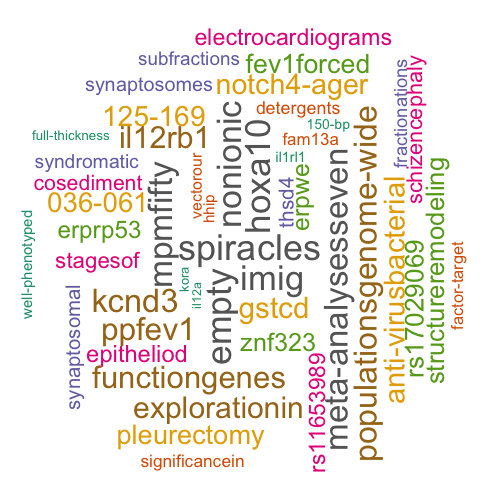 electrocardiograms
subfractions
fev1forced
synaptosomes
notch4-ager
125-169
detergents
150-bp
full-thickness
il12rb1
fam13a
il1rl1
syndromatic
cosediment
036-061
erprp53
stagesof
well-phenotyped
vectorour
hhip
mpmfifty
nonionic
hoxa10
thsd4
erpwe
fractionations
schizencephaly
populationsgenome-wide
meta-analysesseven
anti-virusbacterial
rs17029069
structureremodeling
factor-target
spiracles
imig
empty
kora
il12a
kcnd3
ppfev1
gstcd
znf323
synaptosomal
epitheliod
functiongenes
explorationin
pleurectomy
significancein
rs11653989